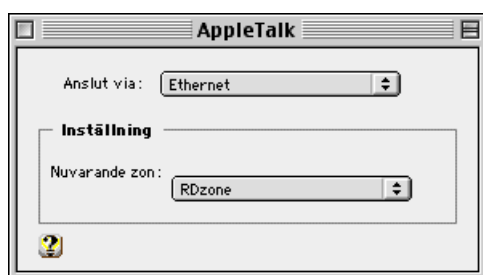 AppleTalk
Anslut via: Ethernet
Inställning
Nuvarande zon: RDzone
?